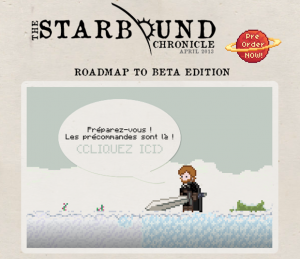 THE STARBOUND
CHRONICLE
APRIL 2013
Pre
Order
NOW!
ROADMAP TO BETA EDITION
Préparez-vous !
Les précommandes sont là !
(CLIQUEZ ICI)